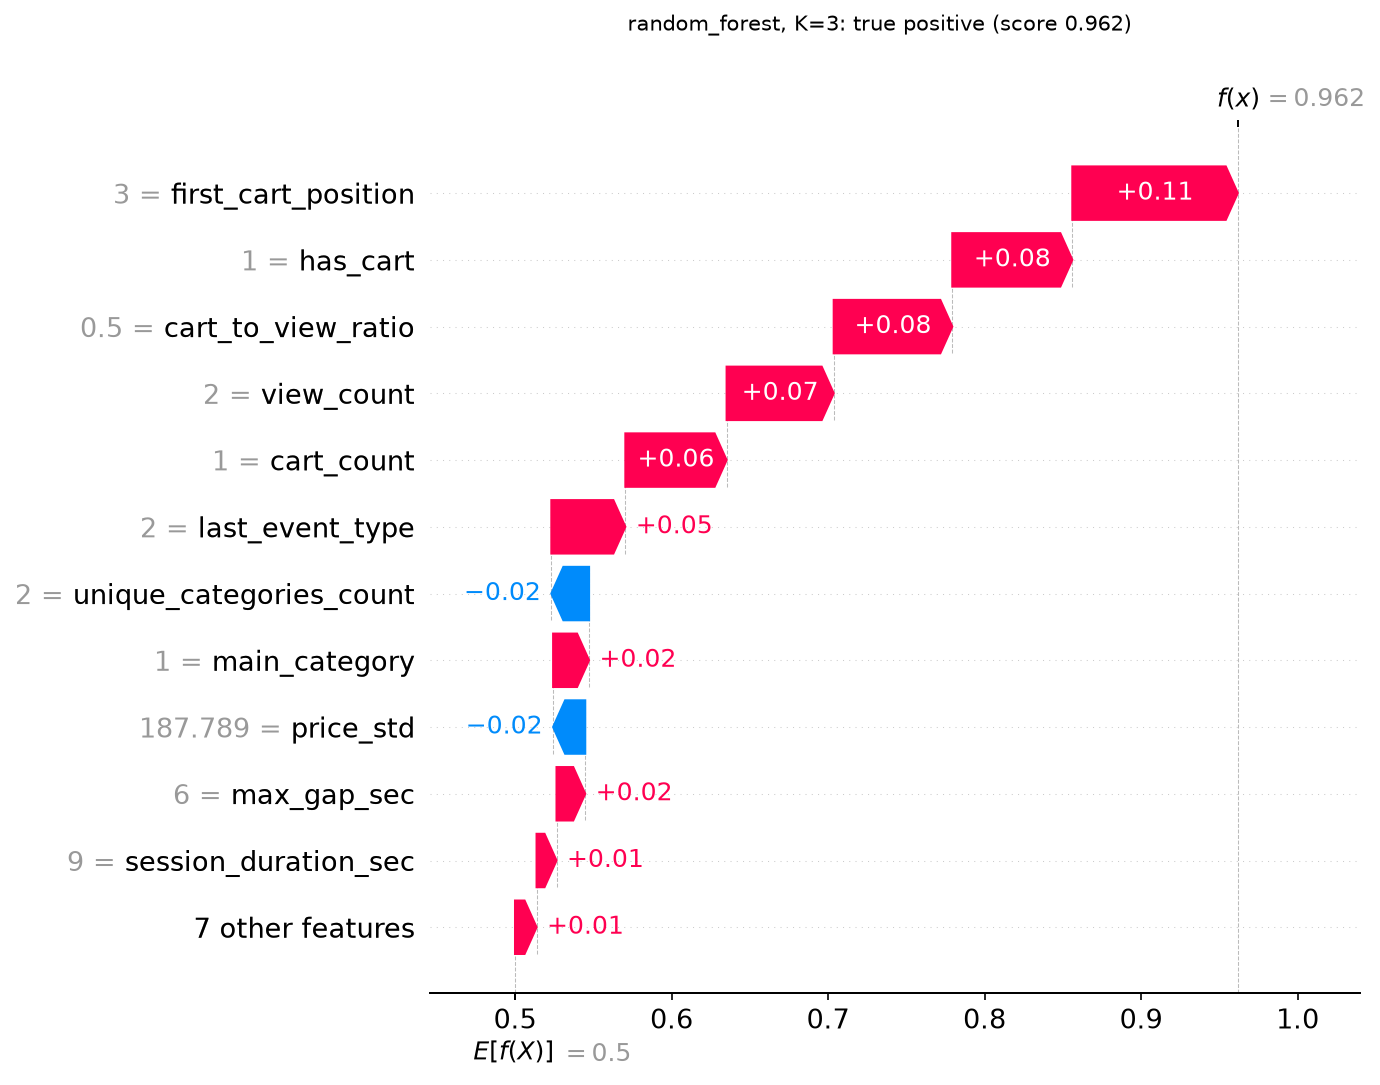 random_forest, K=3: true positive (score 0.962)
f(x) = 0.962
3 = first_cart_position +0.11
1 = has_cart +0.08
0.5 = cart_to_view_ratio +0.08
2 = view_count +0.07
1 = cart_count +0.06
2 = last_event_type +0.05
2 = unique_categories_count −0.02
1 = main_category +0.02
187.789 = price_std −0.02
6 = max_gap_sec +0.02
9 = session_duration_sec +0.01
7 other features +0.01
0.5 0.6 0.7 0.8 0.9 1.0
E[f(X)] = 0.5